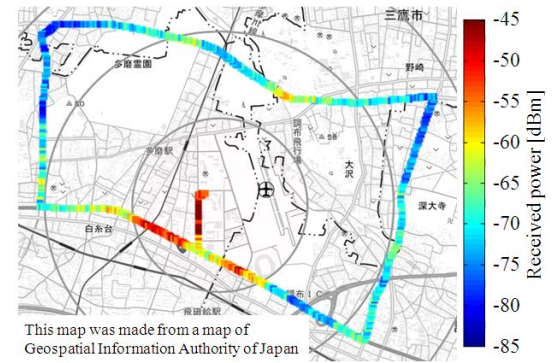 三鷹市
多磨霊園
野崎
80
58
多磨駅
調布飛行場
大沢
深大寺
白糸台
調布IC
飛田給駅
This map was made from a map of
Geospatial Information Authority of Japan
-45
-50
-55
-60
-65
-70
-75
-80
-85
Received power [dBm]